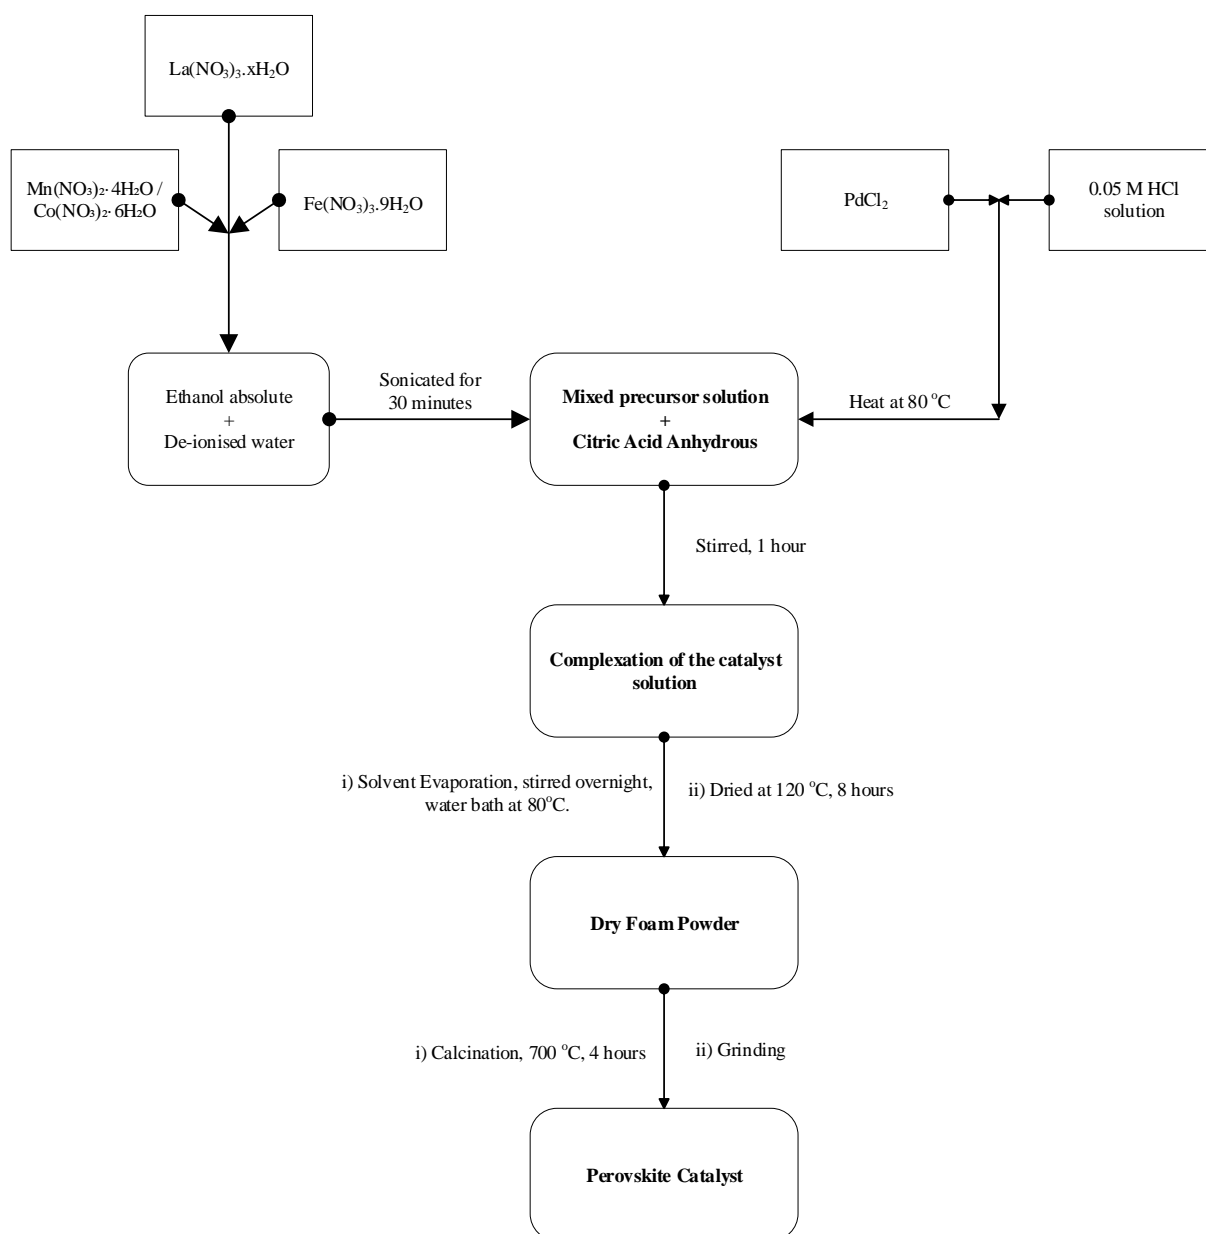 La(NO₃)₃.xH₂O
Mn(NO₃)₂·4H₂O /
Co(NO₃)₂·6H₂O
Fe(NO₃)₃.9H₂O
PdCl₂
0.05 M HCl
solution
Ethanol absolute
+
De-ionised water
Sonicated for
30 minutes
Mixed precursor solution
+
Citric Acid Anhydrous
Heat at 80 °C
Stirred, 1 hour
Complexation of the catalyst
solution
i) Solvent Evaporation, stirred overnight,
water bath at 80°C.
ii) Dried at 120 °C, 8 hours
Dry Foam Powder
i) Calcination, 700 °C, 4 hours
ii) Grinding
Perovskite Catalyst